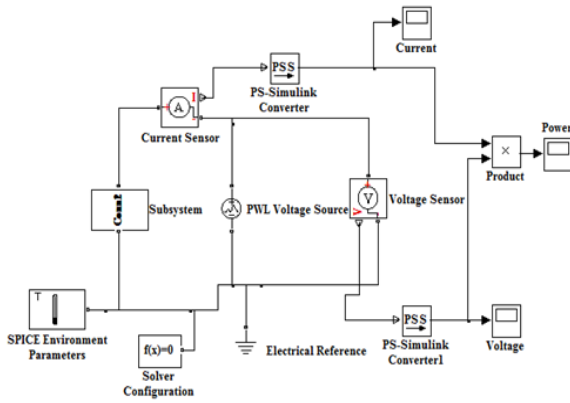 Current
PSS
PS-Simulink
Converter
I
A
Current Sensor
Power
×
Product
Conn2
Subsystem
PWL Voltage Source
V
V
Voltage Sensor
T
SPICE Environment
Parameters
f(x)=0
Solver
Configuration
Electrical Reference
PSS
PS-Simulink
Converter1
Voltage